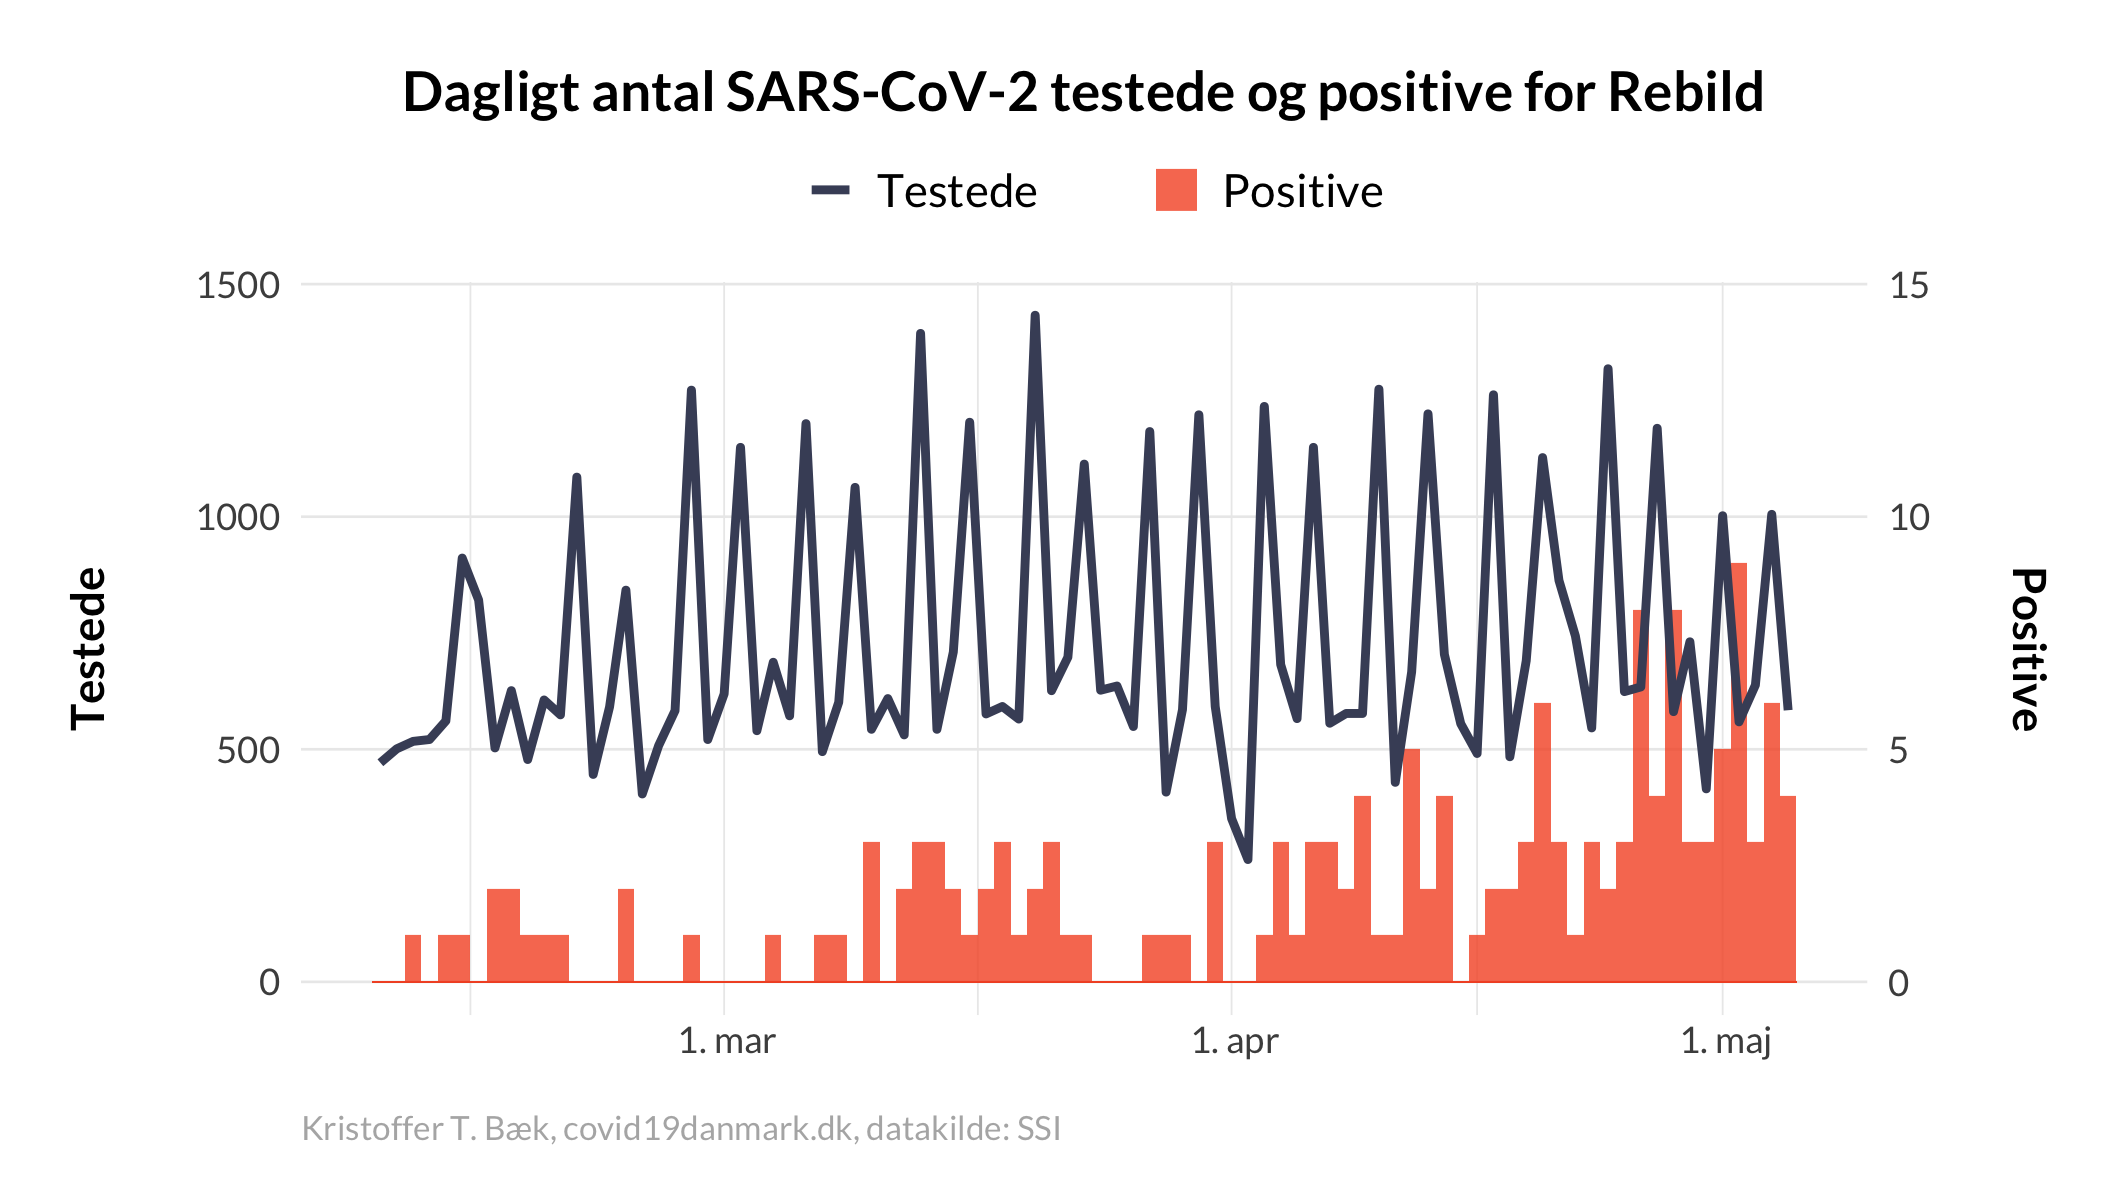 Dagligt antal SARS-CoV-2 testede og positive for Rebild
Testede
Positive
1500
1000
500
0
Testede
15
10
5
0
Positive
1. mar
1. apr
1. maj
Kristoffer T. Bæk, covid19danmark.dk, datakilde: SSI